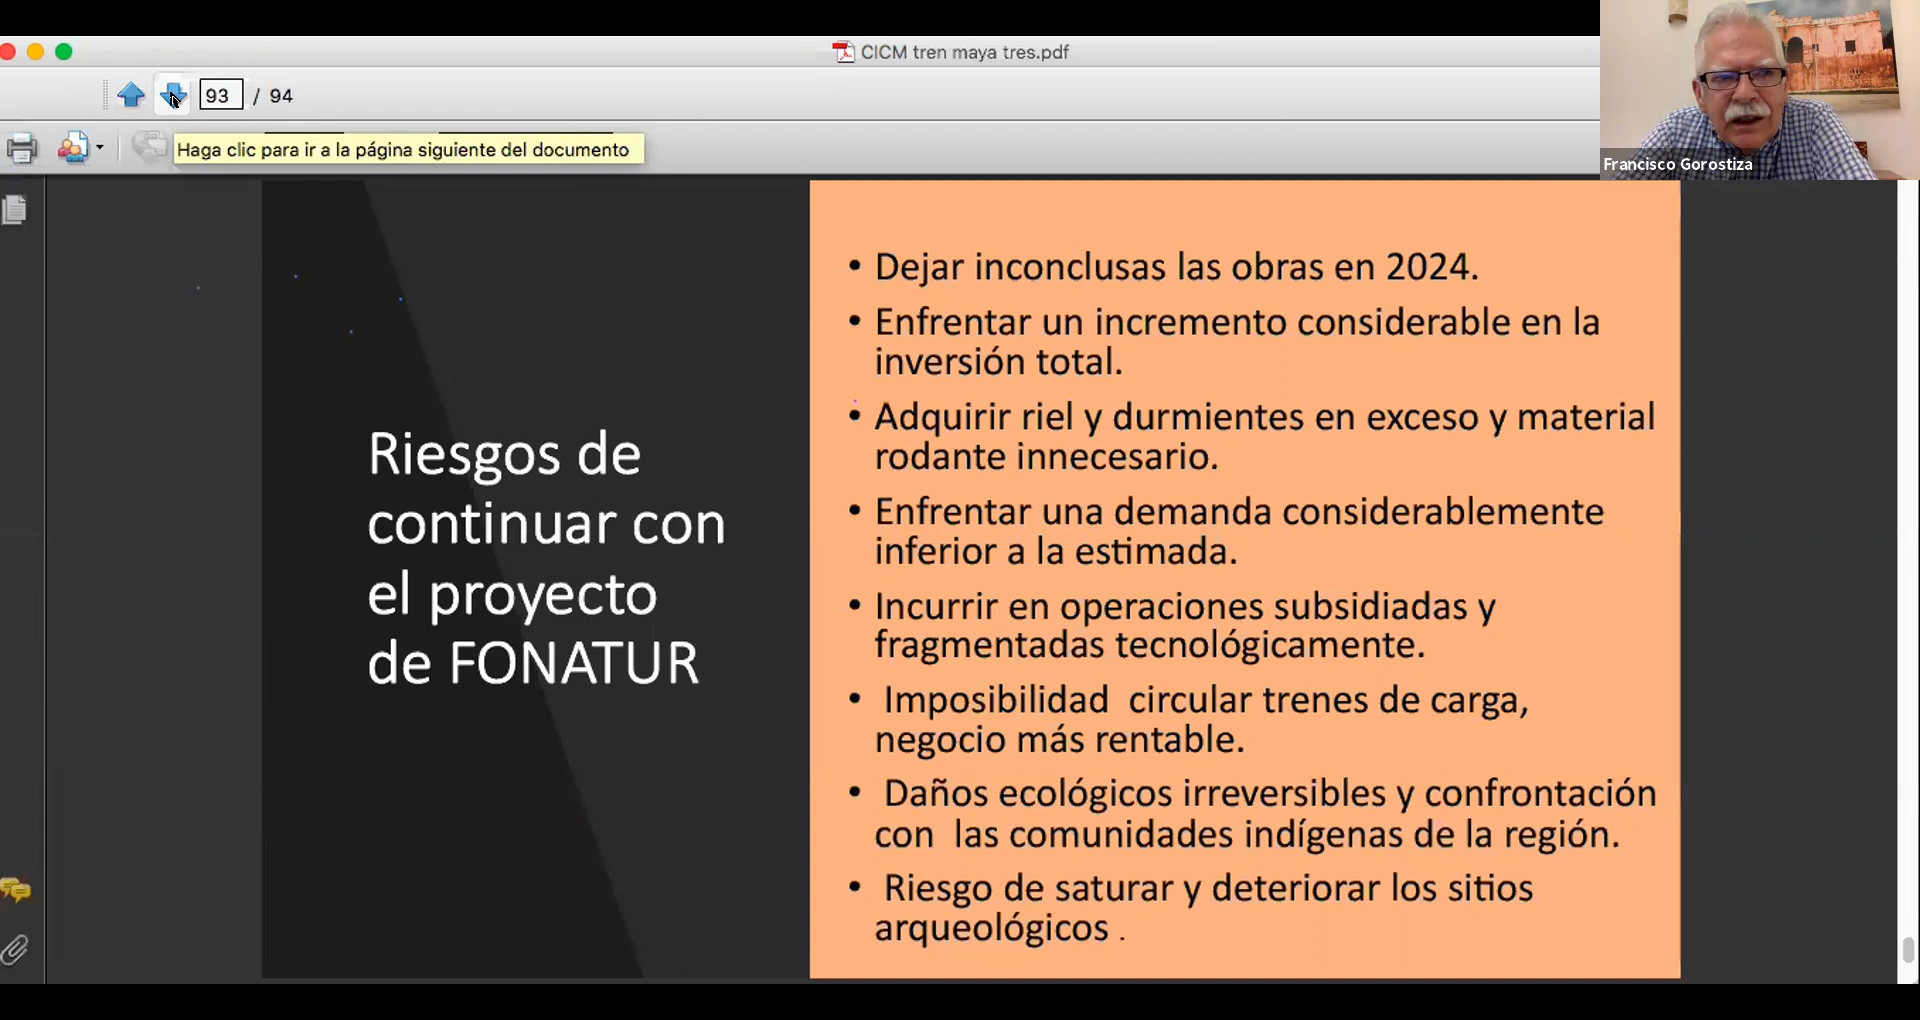 CICM tren maya tres.pdf
93 / 94
Haga clic para ir a la página siguiente del documento
Francisco Gorostiza
Riesgos de
continuar con
el proyecto
de FONATUR
• Dejar inconclusas las obras en 2024.
• Enfrentar un incremento considerable en la
inversión total.
• Adquirir riel y durmientes en exceso y material
rodante innecesario.
• Enfrentar una demanda considerablemente
inferior a la estimada.
• Incurrir en operaciones subsidiadas y
fragmentadas tecnológicamente.
• Imposibilidad  circular trenes de carga,
negocio más rentable.
• Daños ecológicos irreversibles y confrontación
con  las comunidades indígenas de la región.
• Riesgo de saturar y deteriorar los sitios
arqueológicos .